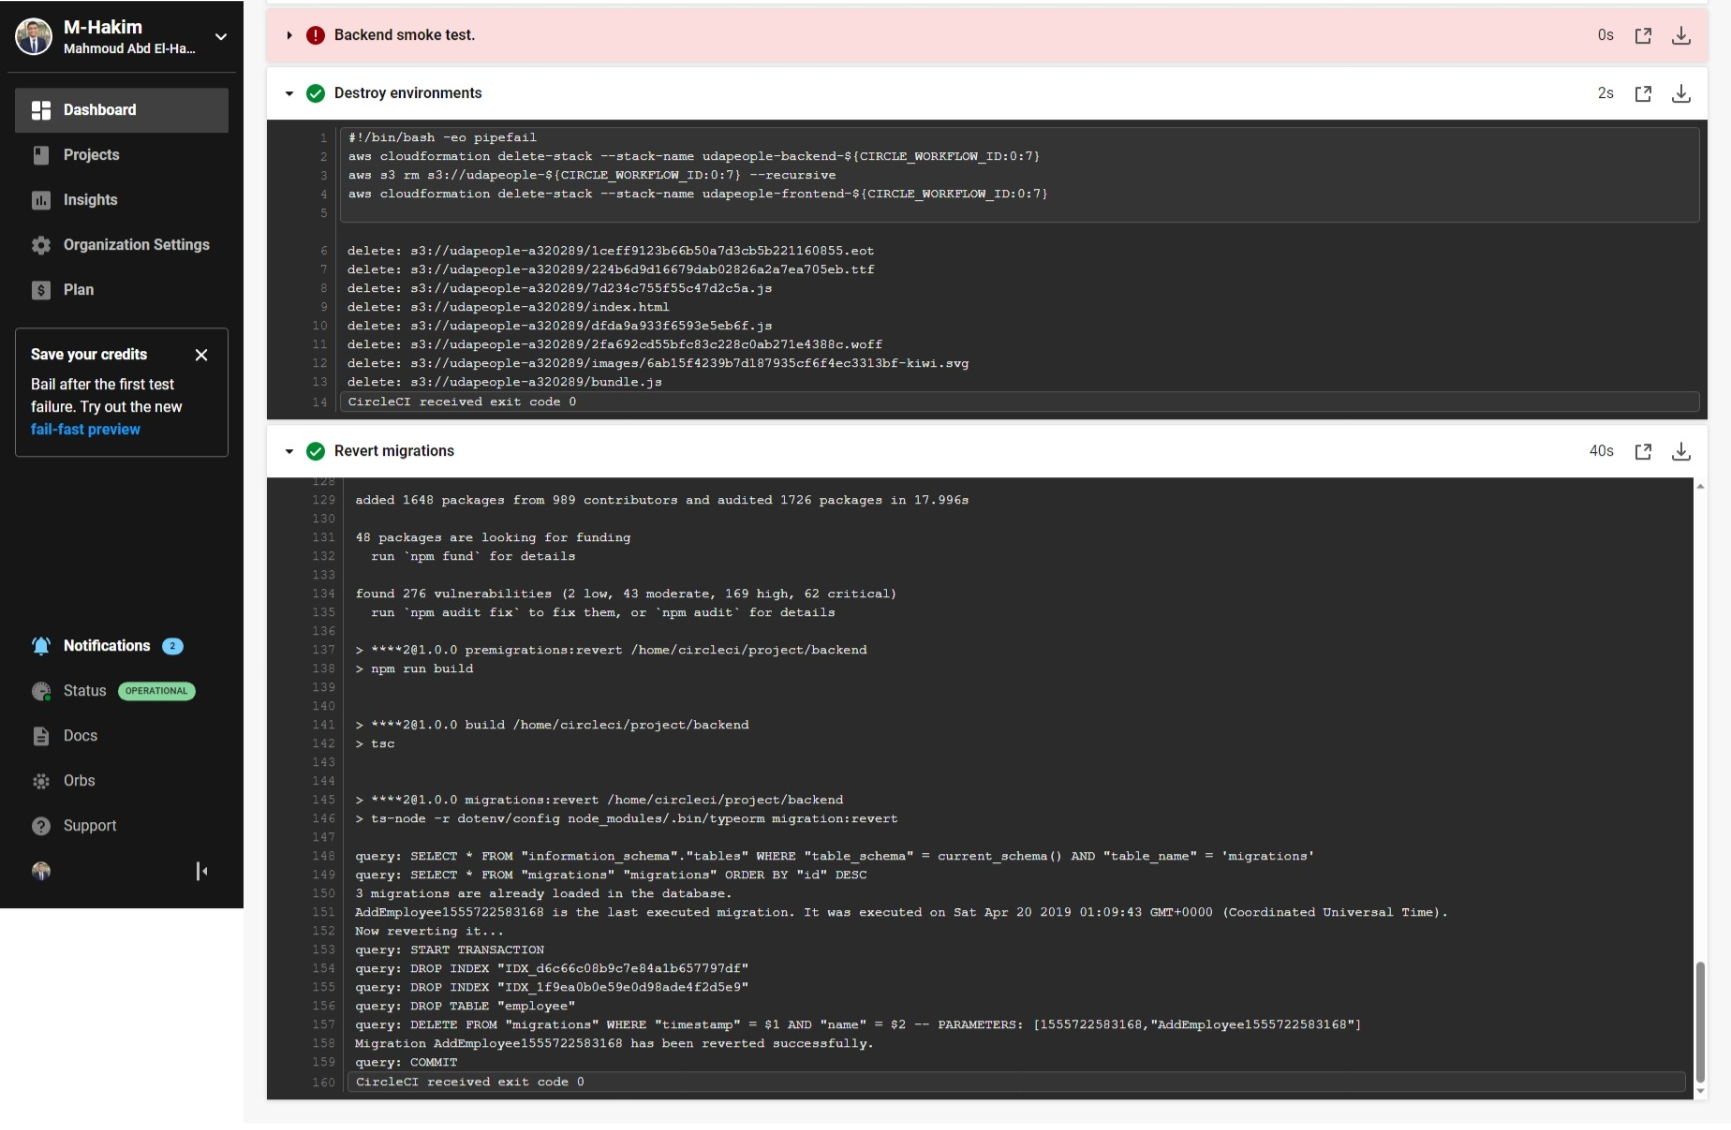 M-Hakim
Mahmoud Abd El-Ha...
Dashboard
Projects
Insights
Organization Settings
Plan
Save your credits
Bail after the first test
failure. Try out the new
fail-fast preview
Notifications 2
Status OPERATIONAL
Docs
Orbs
Support
Backend smoke test. 0s
Destroy environments 2s
1 #!/bin/bash -eo pipefail
2 aws cloudformation delete-stack --stack-name udapeople-backend-${CIRCLE_WORKFLOW_ID:0:7}
3 aws s3 rm s3://udapeople-${CIRCLE_WORKFLOW_ID:0:7} --recursive
4 aws cloudformation delete-stack --stack-name udapeople-frontend-${CIRCLE_WORKFLOW_ID:0:7}
5
6 delete: s3://udapeople-a320289/1ceff9123b66b50a7d3cb5b221160855.eot
7 delete: s3://udapeople-a320289/224b6d9d16679dab02826a2a7ea705eb.ttf
8 delete: s3://udapeople-a320289/7d234c755f55c47d2c5a.js
9 delete: s3://udapeople-a320289/index.html
10 delete: s3://udapeople-a320289/dfda9a933f6593e5eb6f.js
11 delete: s3://udapeople-a320289/2fa692cd55bfc83c228c0ab271e4388c.woff
12 delete: s3://udapeople-a320289/images/6ab15f4239b7d187935cf6f4ec3313bf-kiwi.svg
13 delete: s3://udapeople-a320289/bundle.js
14 CircleCI received exit code 0
Revert migrations 40s
128
129 added 1648 packages from 989 contributors and audited 1726 packages in 17.996s
130
131 48 packages are looking for funding
132 run `npm fund` for details
133
134 found 276 vulnerabilities (2 low, 43 moderate, 169 high, 62 critical)
135 run `npm audit fix` to fix them, or `npm audit` for details
136
137 > ****2@1.0.0 premigrations:revert /home/circleci/project/backend
138 > npm run build
139
140
141 > ****2@1.0.0 build /home/circleci/project/backend
142 > tsc
143
144
145 > ****2@1.0.0 migrations:revert /home/circleci/project/backend
146 > ts-node -r dotenv/config node_modules/.bin/typeorm migration:revert
147
148 query: SELECT * FROM "information_schema"."tables" WHERE "table_schema" = current_schema() AND "table_name" = 'migrations'
149 query: SELECT * FROM "migrations" "migrations" ORDER BY "id" DESC
150 3 migrations are already loaded in the database.
151 AddEmployee1555722583168 is the last executed migration. It was executed on Sat Apr 20 2019 01:09:43 GMT+0000 (Coordinated Universal Time).
152 Now reverting it...
153 query: START TRANSACTION
154 query: DROP INDEX "IDX_d6c66c08b9c7e84a1b657797df"
155 query: DROP INDEX "IDX_1f9ea0b0e59e0d98ade4f2d5e9"
156 query: DROP TABLE "employee"
157 query: DELETE FROM "migrations" WHERE "timestamp" = $1 AND "name" = $2 -- PARAMETERS: [1555722583168,"AddEmployee1555722583168"]
158 Migration AddEmployee1555722583168 has been reverted successfully.
159 query: COMMIT
160 CircleCI received exit code 0